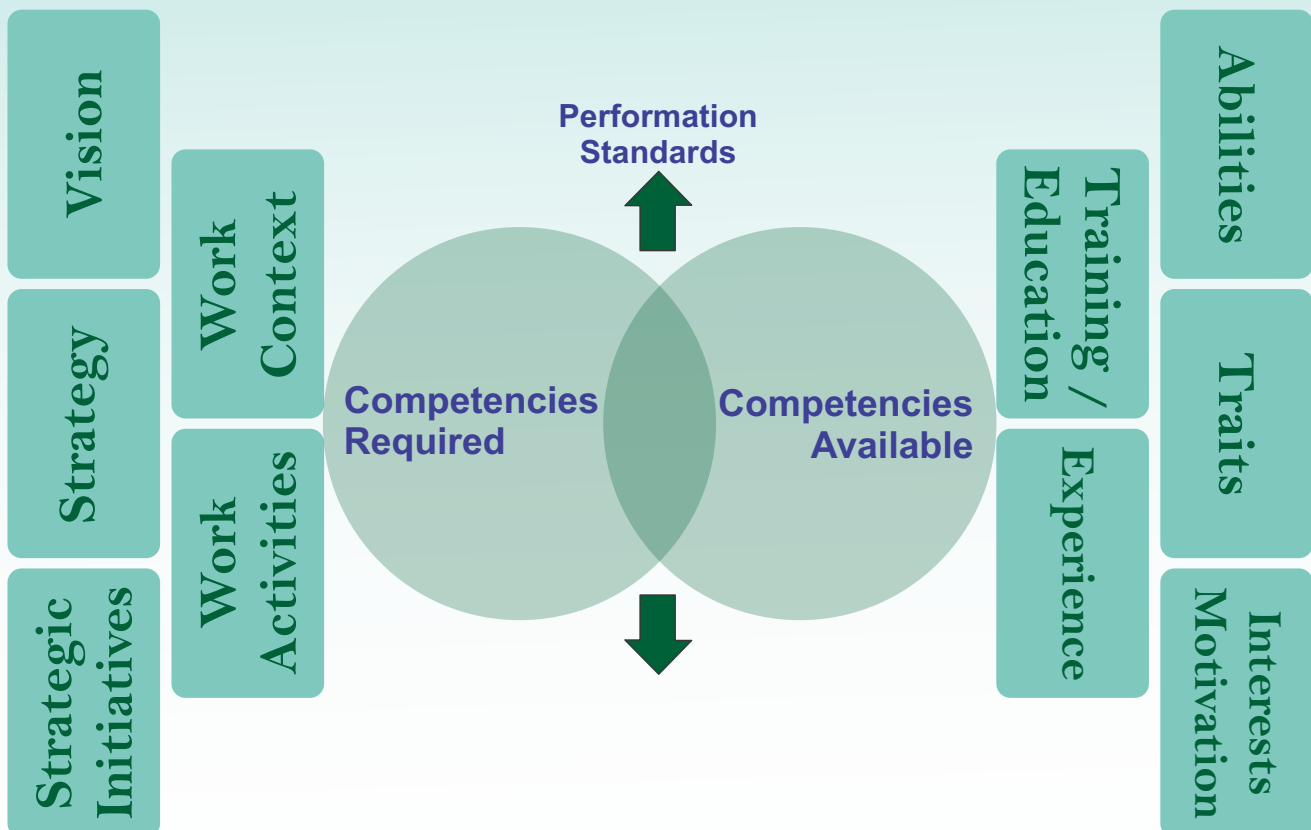 Vision
Strategy
Strategic
Initiatives
Work
Context
Work
Activities
Performation
Standards
Competencies
Required
Competencies
Available
Training /
Education
Experience
Abilities
Traits
Interests
Motivation